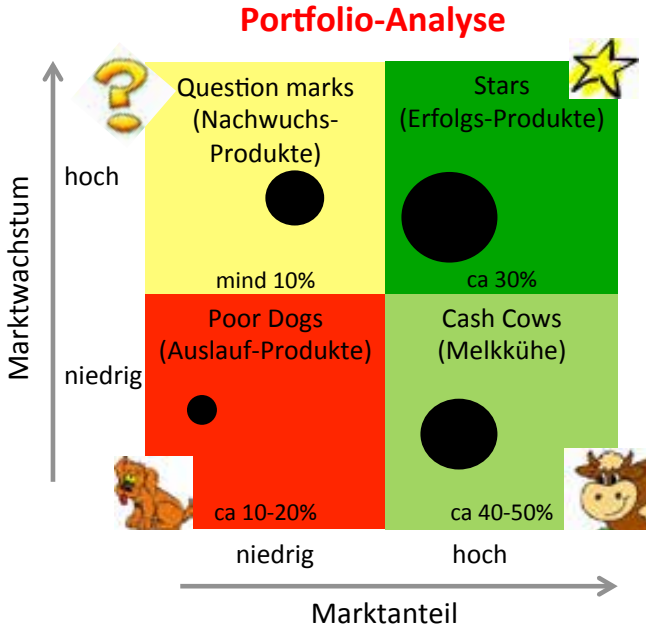 Portfolio-Analyse
Question marks
(Nachwuchs-
Produkte)
mind 10%
Stars
(Erfolgs-Produkte)
ca 30%
Poor Dogs
(Auslauf-Produkte)
ca 10-20%
Cash Cows
(Melkkühe)
ca 40-50%
Marktwachstum
hoch
niedrig
niedrig
hoch
Marktanteil